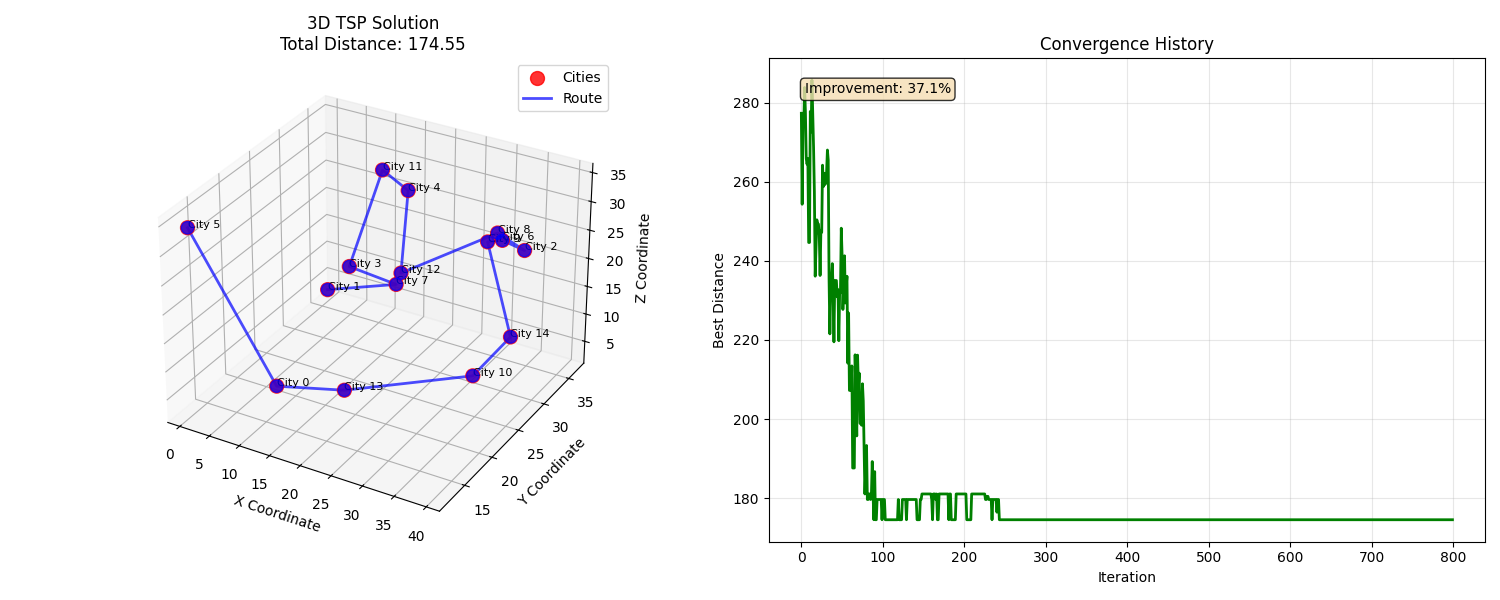 3D TSP Solution
Total Distance: 174.55
Cities
Route
City 11
City 4
City 5
City 8
City 6
City 2
City 3
City 12
City 7
City 1
City 14
City 0
City 13
City 10
35
30
25
20
15
10
5
Z Coordinate
0
5
10
15
20
25
30
35
40
X Coordinate
15
20
25
30
35
Y Coordinate
Convergence History
Improvement: 37.1%
280
260
240
220
200
180
Best Distance
0
100
200
300
400
500
600
700
800
Iteration